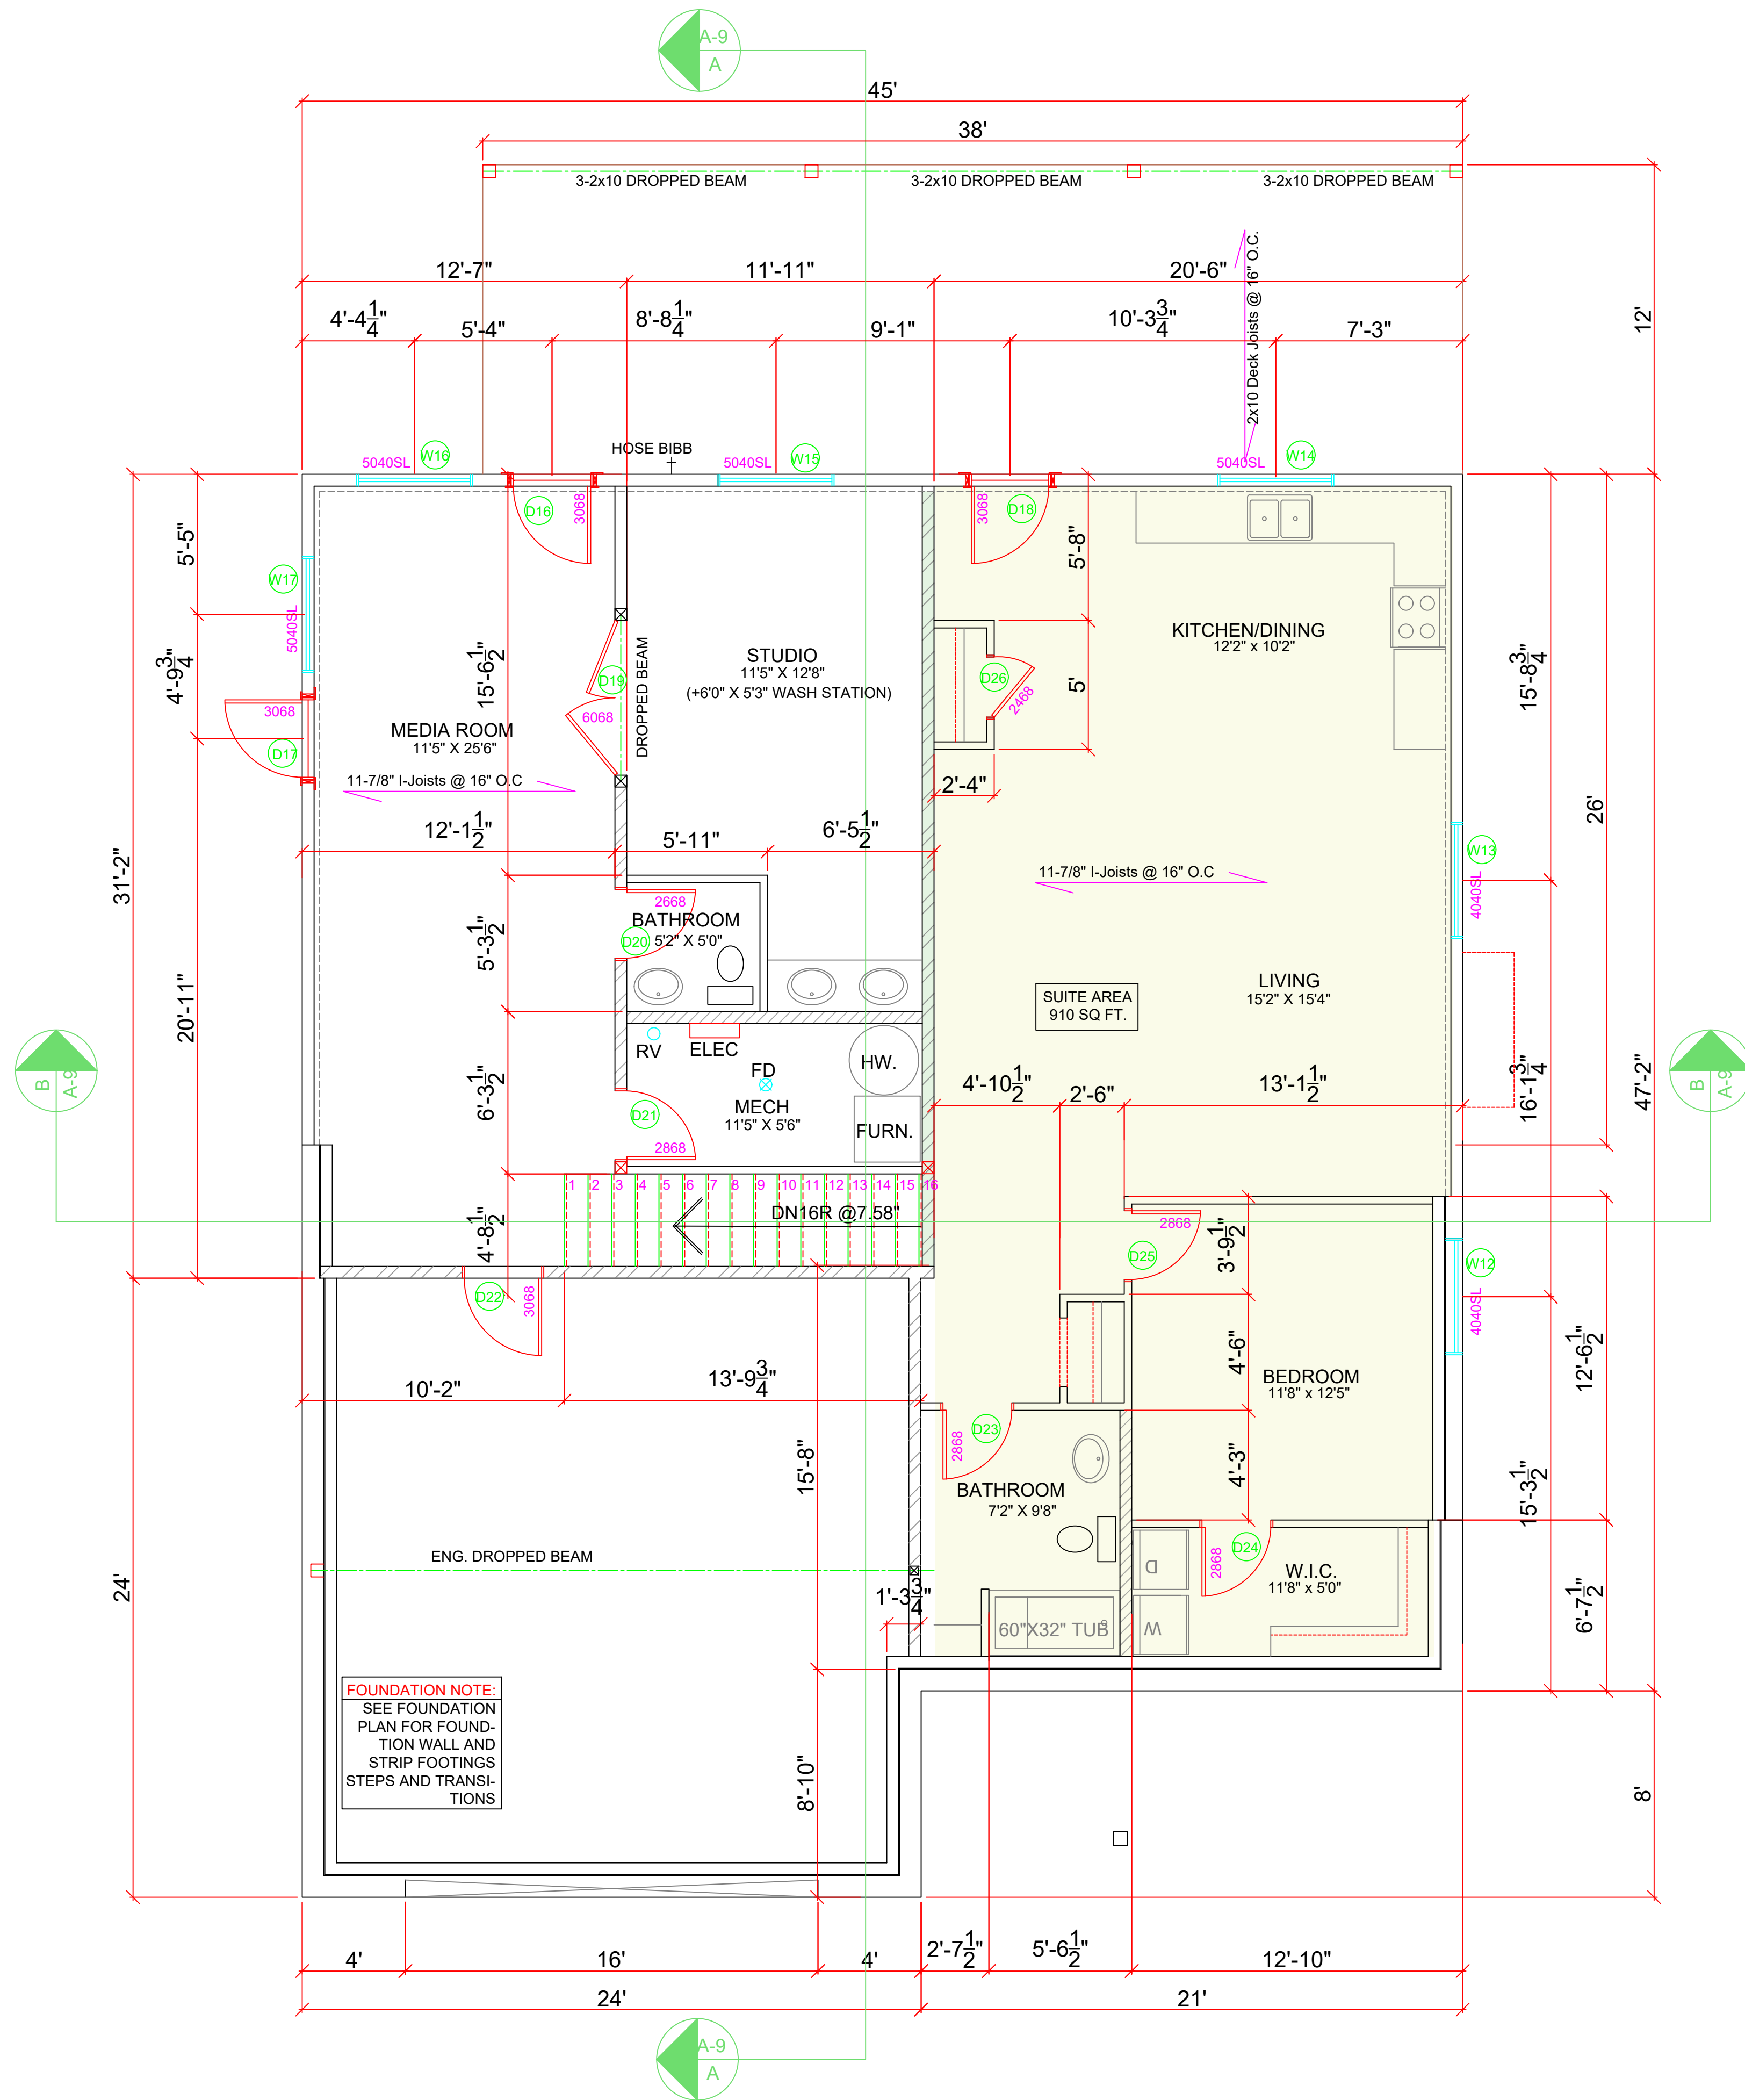 A-9
A
45'
38'
3-2x10 DROPPED BEAM
3-2x10 DROPPED BEAM
3-2x10 DROPPED BEAM
2x10 Deck Joists @ 16" O.C.
12'
12'-7"
11'-11"
20'-6"
4'-4 1/4"
5'-4"
8'-8 1/4"
9'-1"
10'-3 3/4"
7'-3"
HOSE BIBB
5040SL
W16
5040SL
W15
5040SL
W14
D16
3068
3068
D18
5'-5"
W17
5040SL
4'-9 3/4"
3068
D17
31'-2"
20'-11"
15'-6 1/2"
D19
6068
DROPPED BEAM
STUDIO
11'5" X 12'8"
(+6'0" X 5'3" WASH STATION)
MEDIA ROOM
11'5" X 25'6"
11-7/8" I-Joists @ 16" O.C
5'-8"
5'
D26
2468
2'-4"
KITCHEN/DINING
12'2" x 10'2"
15'-8 3/4"
26'
47'-2"
12'-1 1/2"
5'-11"
6'-5 1/2"
W13
4040SL
11-7/8" I-Joists @ 16" O.C
2668
BATHROOM
D20
5'2" X 5'0"
5'-3 1/2"
SUITE AREA
910 SQ FT.
LIVING
15'2" X 15'4"
RV
ELEC
FD
HW.
MECH
11'5" X 5'6"
FURN.
D21
2868
6'-3 1/2"
4'-10 1/2"
2'-6"
13'-1 1/2"
16'-1 3/4"
B
A-9
B
A-9
1 2 3 4 5 6 7 8 9 10 11 12 13 14 15 16
DN16R @7.58"
4'-8 1/2"
2868
D25
3'-9 1/2"
W12
4040SL
D22
3068
10'-2"
13'-9 3/4"
4'-6"
BEDROOM
11'8" x 12'5"
12'-6 1/2"
15'-8"
D23
2868
4'-3"
BATHROOM
7'2" X 9'8"
15'-3 1/2"
ENG. DROPPED BEAM
1'-3 3/4"
D
W
2868
D24
W.I.C.
11'8" x 5'0"
6'-7 1/2"
60"X32" TUB
24'
FOUNDATION NOTE:
SEE FOUNDATION
PLAN FOR FOUND-
TION WALL AND
STRIP FOOTINGS
STEPS AND TRANSI-
TIONS
8'-10"
8'
4'
16'
4'
2'-7 1/2"
5'-6 1/2"
12'-10"
24'
21'
A-9
A